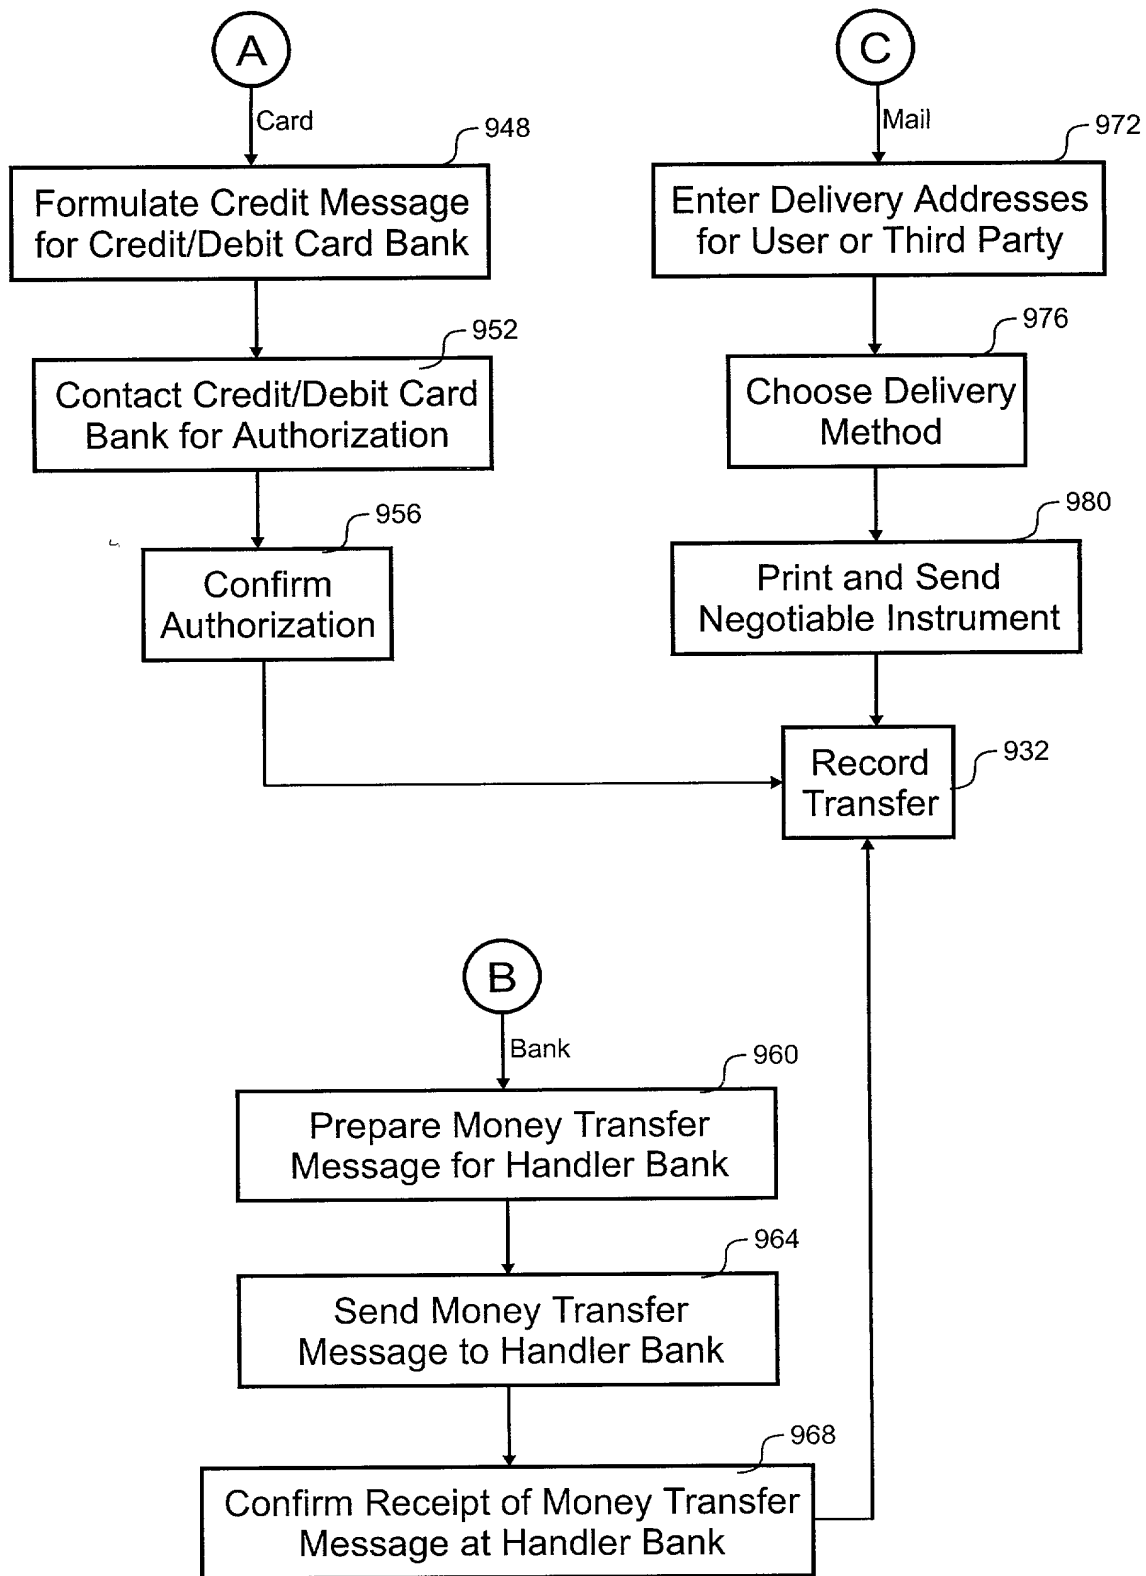 A
Card
948
Formulate Credit Message
for Credit/Debit Card Bank
952
Contact Credit/Debit Card
Bank for Authorization
956
Confirm
Authorization
C
Mail
972
Enter Delivery Addresses
for User or Third Party
976
Choose Delivery
Method
980
Print and Send
Negotiable Instrument
932
Record
Transfer
B
Bank
960
Prepare Money Transfer
Message for Handler Bank
964
Send Money Transfer
Message to Handler Bank
968
Confirm Receipt of Money Transfer
Message at Handler Bank